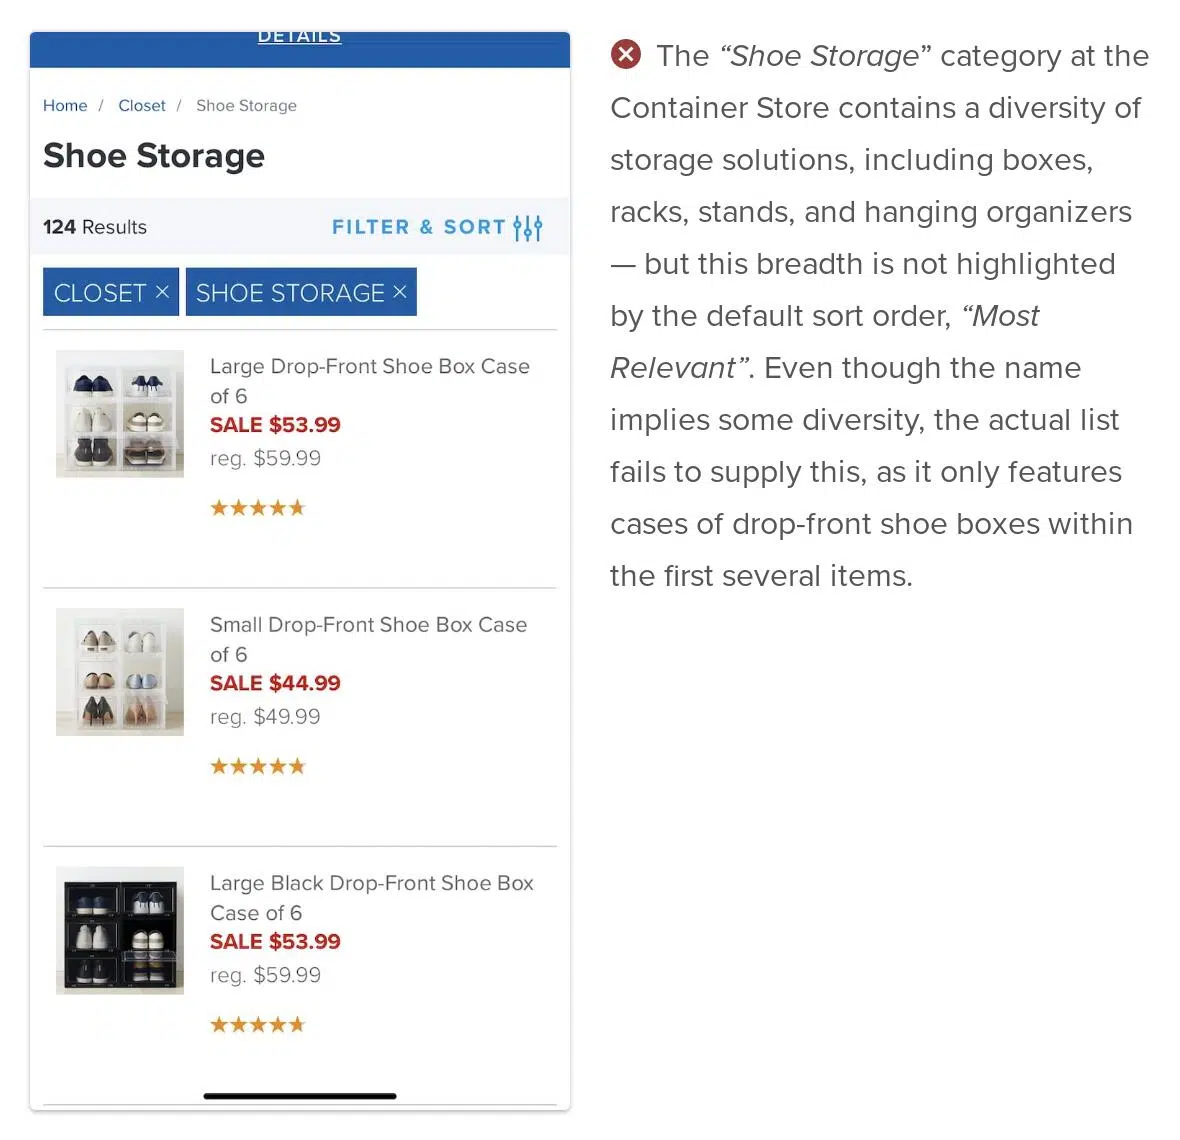 DETAILS
Home / Closet / Shoe Storage
Shoe Storage
124 Results
FILTER & SORT
CLOSET ×
SHOE STORAGE ×
Large Drop-Front Shoe Box Case
of 6
SALE $53.99
reg. $59.99
Small Drop-Front Shoe Box Case
of 6
SALE $44.99
reg. $49.99
Large Black Drop-Front Shoe Box
Case of 6
SALE $53.99
reg. $59.99
The “Shoe Storage” category at the
Container Store contains a diversity of
storage solutions, including boxes,
racks, stands, and hanging organizers
— but this breadth is not highlighted
by the default sort order, “Most
Relevant”. Even though the name
implies some diversity, the actual list
fails to supply this, as it only features
cases of drop-front shoe boxes within
the first several items.